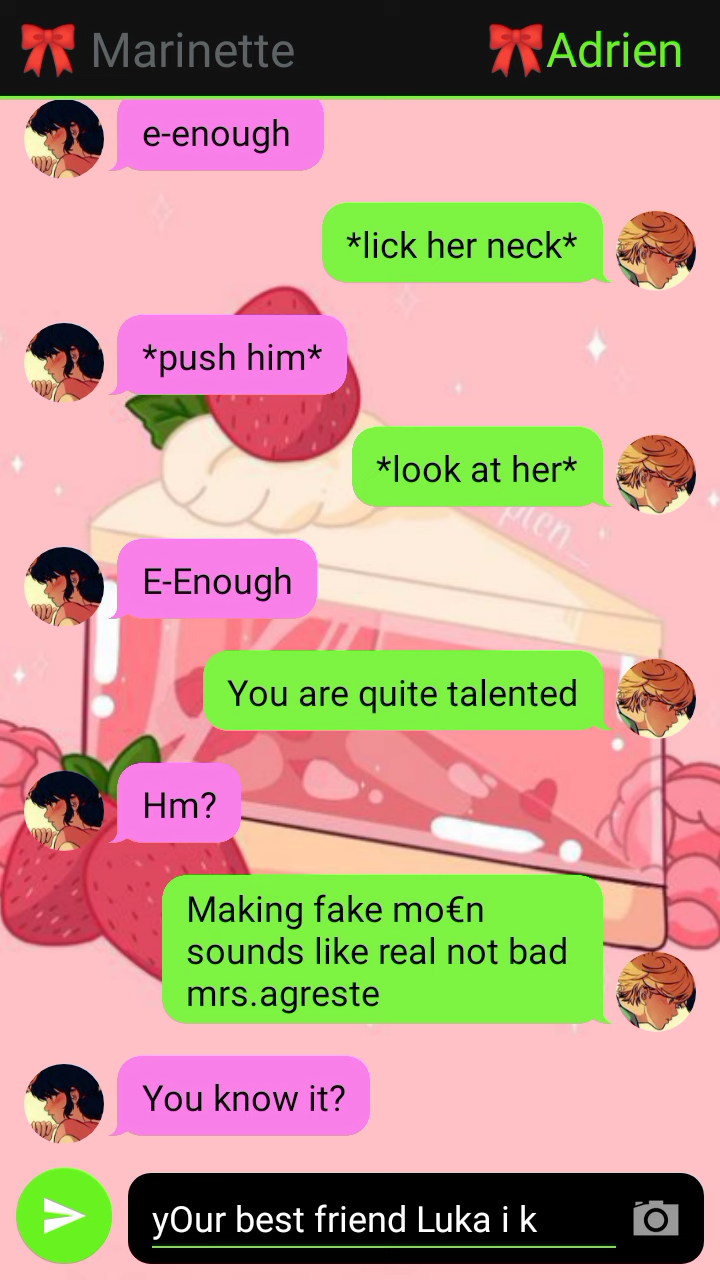 🎀 Marinette
🎀Adrien
e-enough
*lick her neck*
*push him*
*look at her*
E-Enough
You are quite talented
Hm?
Making fake mo€n
sounds like real not bad
mrs.agreste
You know it?
yOur best friend Luka i k